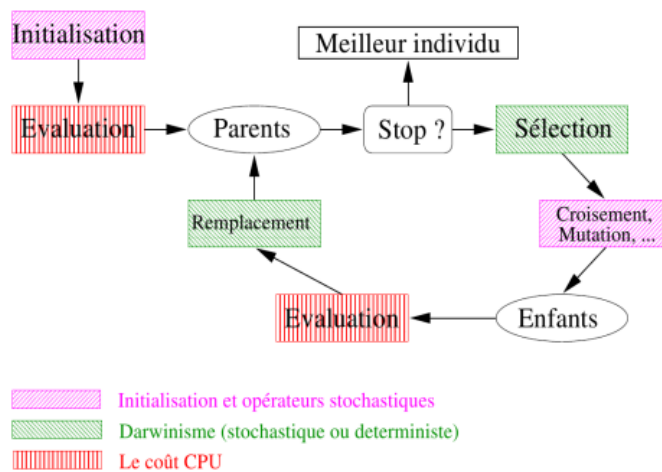 Initialisation
Meilleur individu
Evaluation
Parents
Stop ?
Sélection
Remplacement
Croisement,
Mutation, ...
Evaluation
Enfants
Initialisation et opérateurs stochastiques
Darwinisme (stochastique ou deterministe)
Le coût CPU